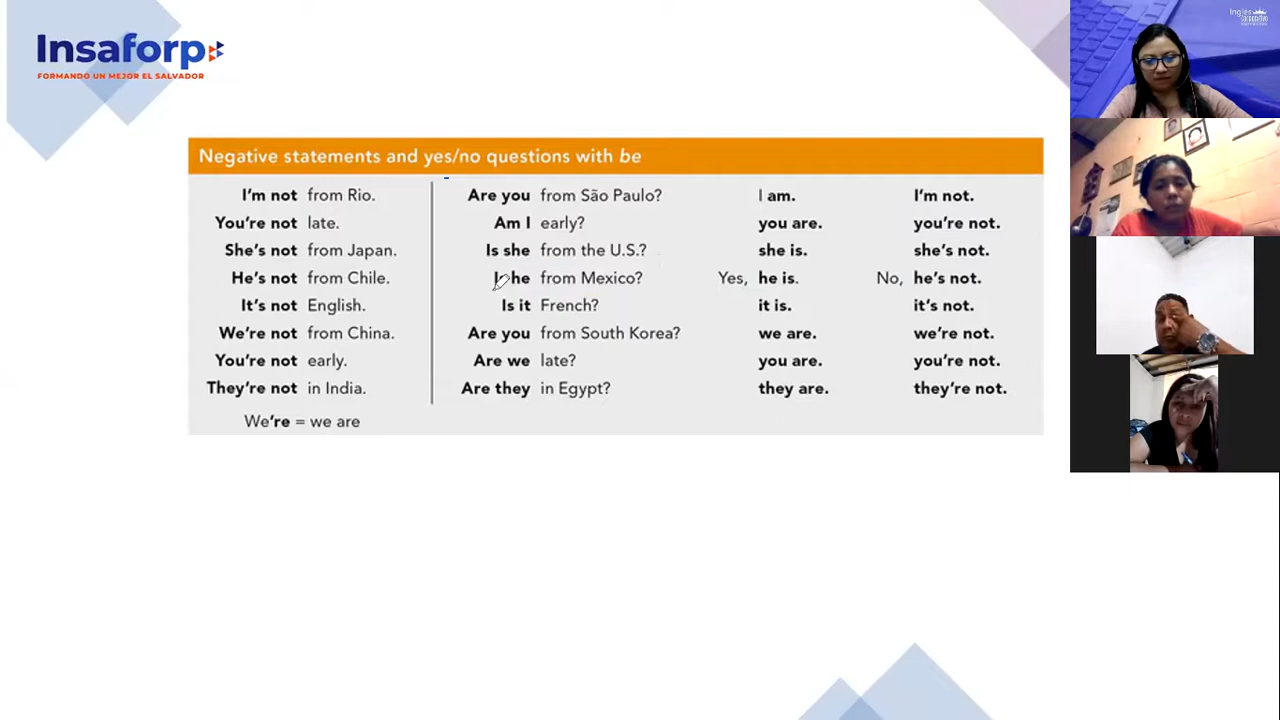 Insaforp
FORMANDO UN MEJOR EL SALVADOR
Ingles
Negative statements and yes/no questions with be
I'm not from Rio. Are you from São Paulo? I am. I'm not.
You're not late. Am I early? you are. you're not.
She's not from Japan. Is she from the U.S.? she is. she's not.
He's not from Chile. Is he from Mexico? Yes, he is. No, he's not.
It's not English. Is it French? it is. it's not.
We're not from China. Are you from South Korea? we are. we're not.
You're not early. Are we late? you are. you're not.
They're not in India. Are they in Egypt? they are. they're not.
We're = we are